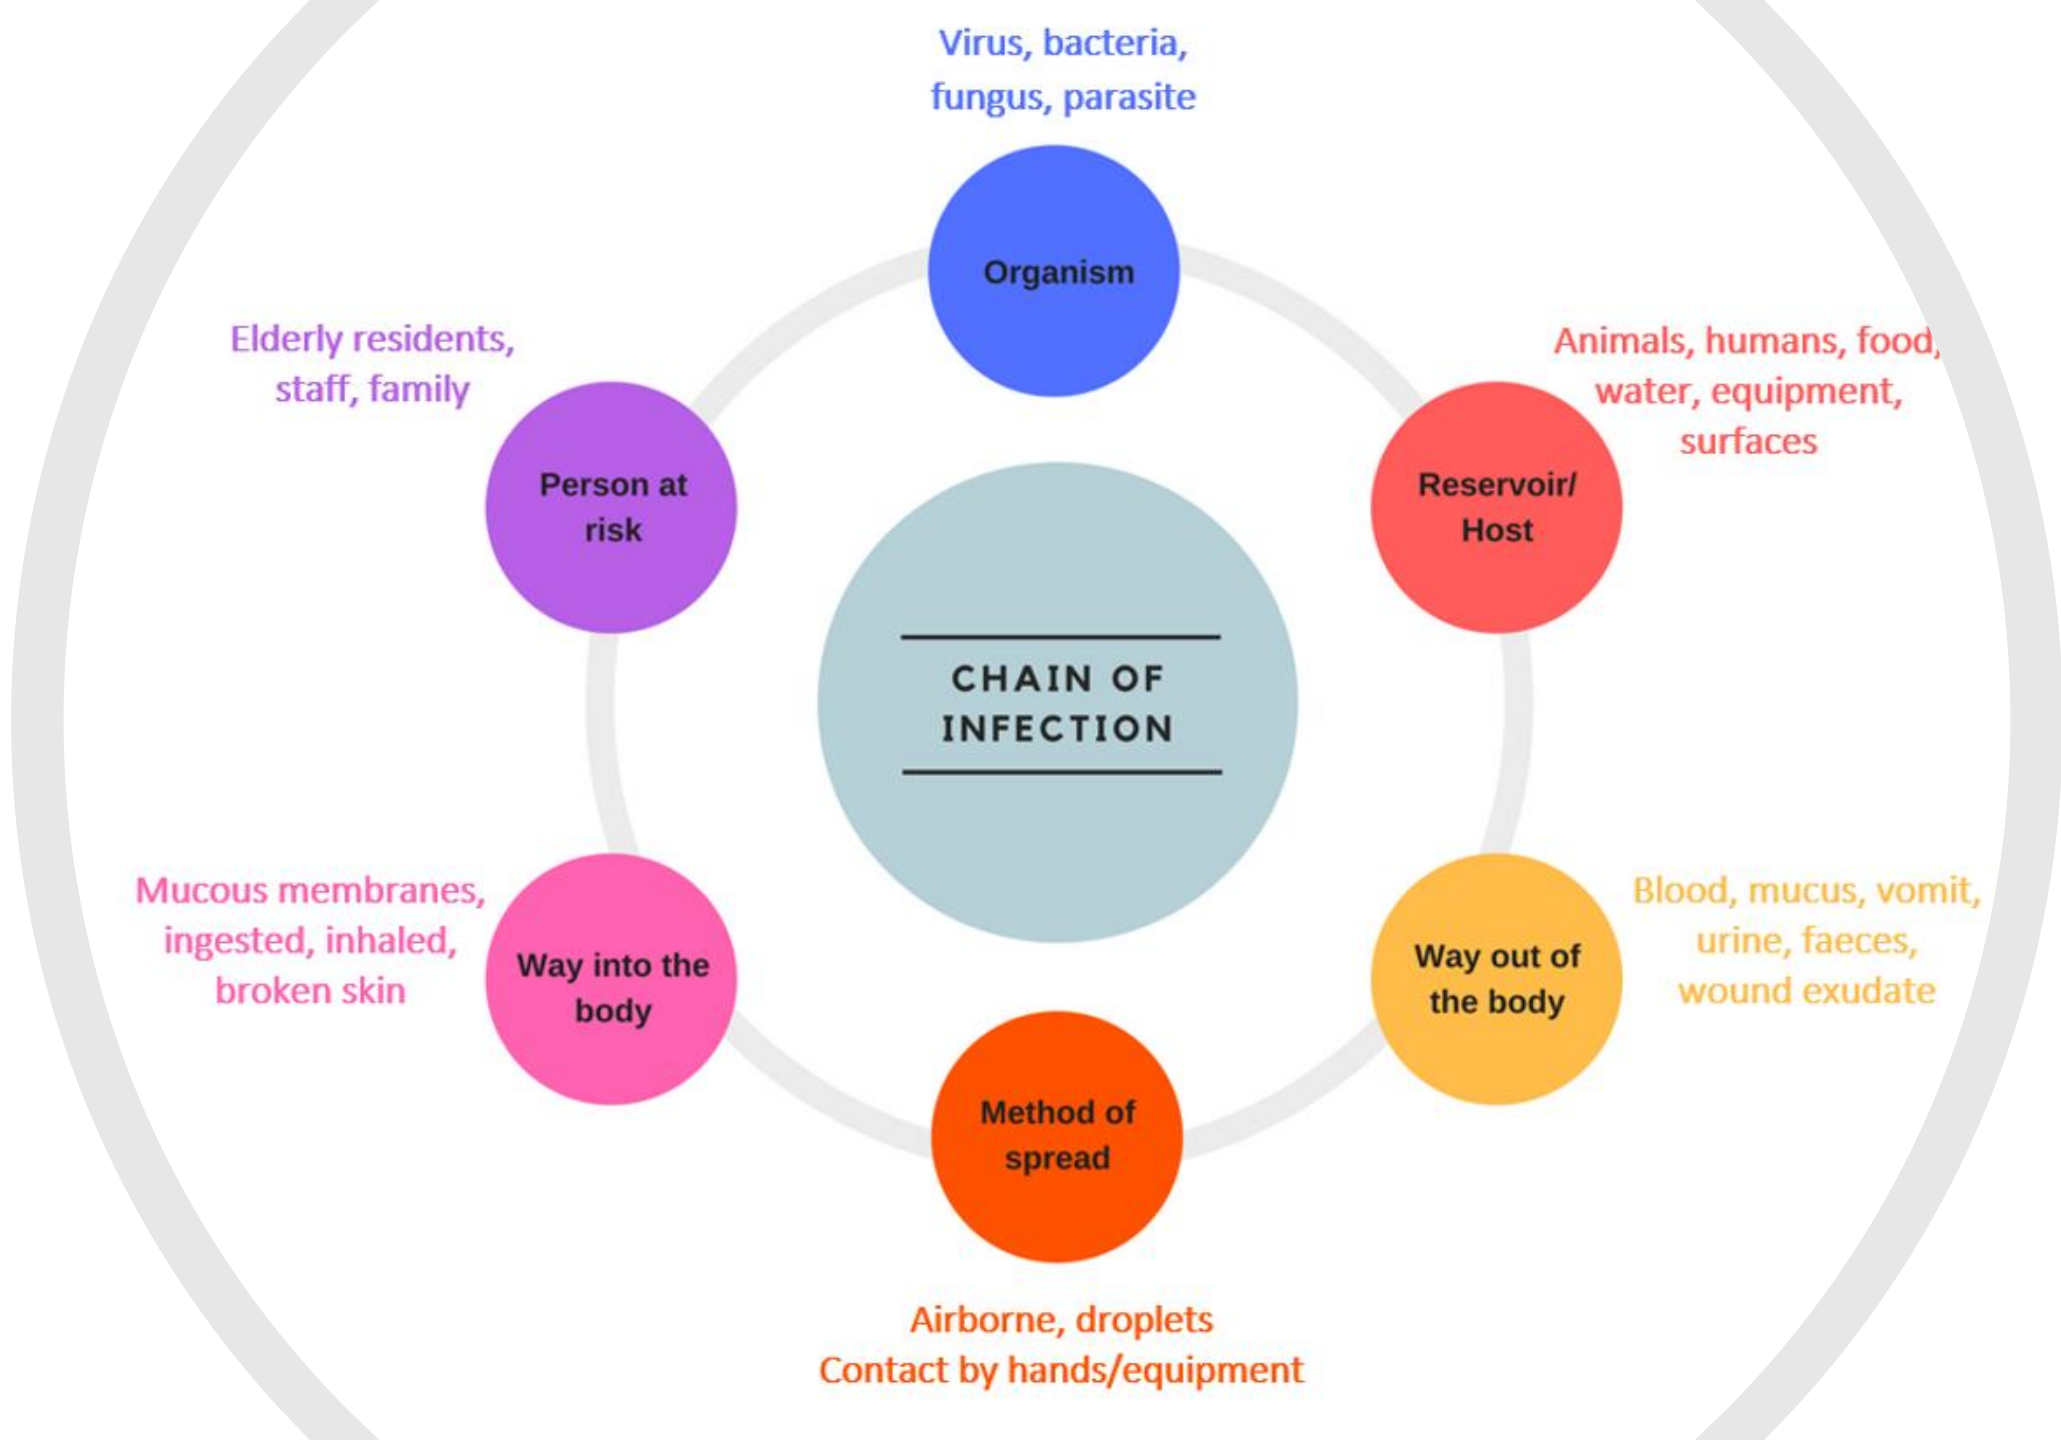 Virus, bacteria,
fungus, parasite
Organism
Animals, humans, food,
water, equipment,
surfaces
Reservoir/
Host
Blood, mucus, vomit,
urine, faeces,
wound exudate
Way out of
the body
Method of
spread
Airborne, droplets
Contact by hands/equipment
Way into the
body
Mucous membranes,
ingested, inhaled,
broken skin
Person at
risk
Elderly residents,
staff, family
CHAIN OF
INFECTION